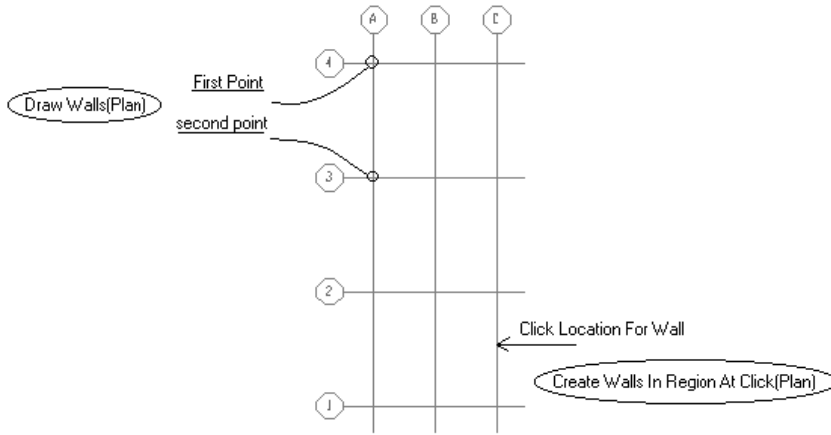 A B C
4
First Point
Draw Walls(Plan)
second point
3
2
Click Location For Wall
Create Walls In Region At Click(Plan)
1